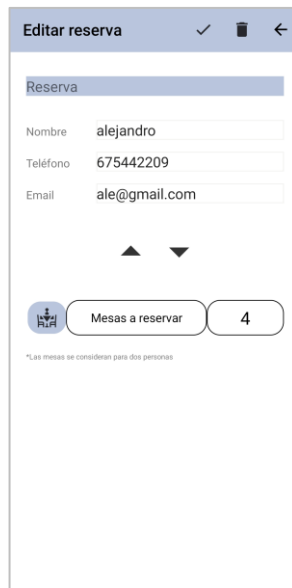 Editar reserva
Reserva
Nombre alejandro
Teléfono 675442209
Email ale@gmail.com
Mesas a reservar 4
*Las mesas se consideran para dos personas